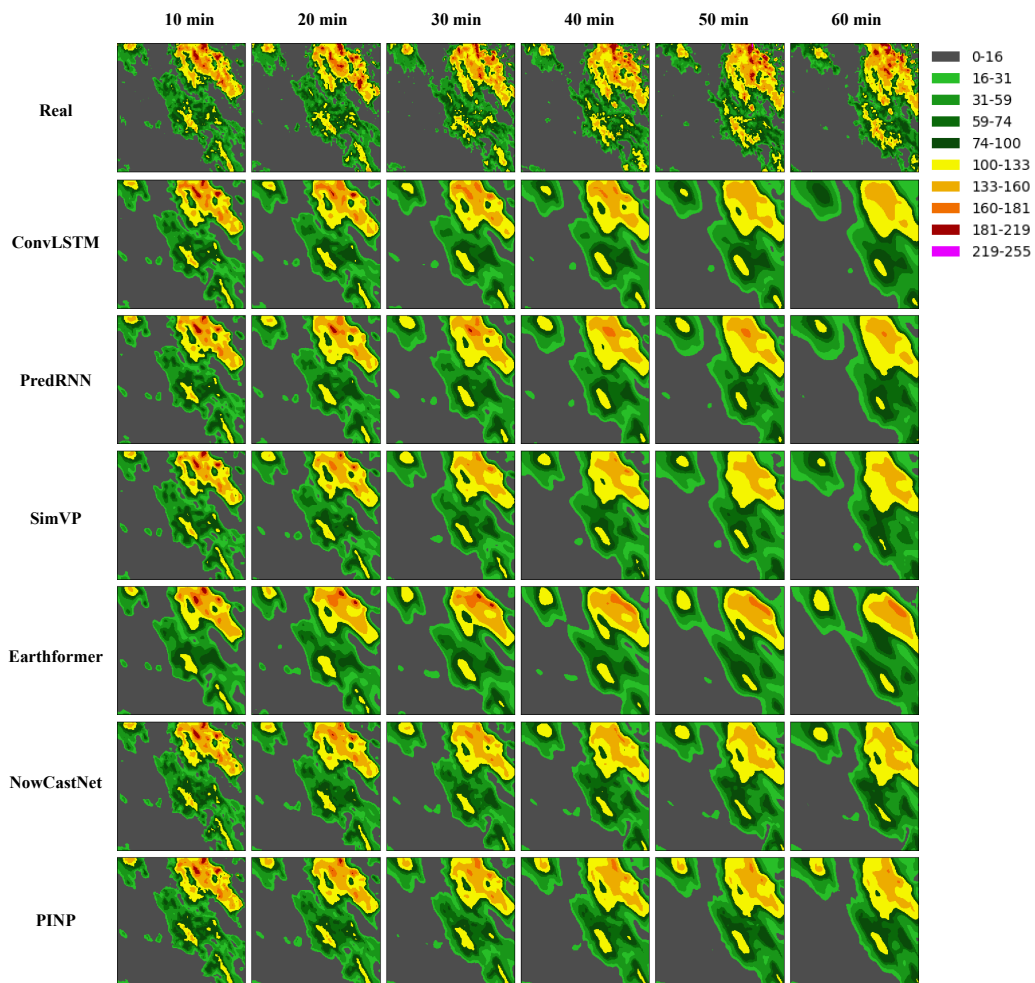 10 min 20 min 30 min 40 min 50 min 60 min
Real
ConvLSTM
PredRNN
SimVP
Earthformer
NowCastNet
PINP
0-16
16-31
31-59
59-74
74-100
100-133
133-160
160-181
181-219
219-255